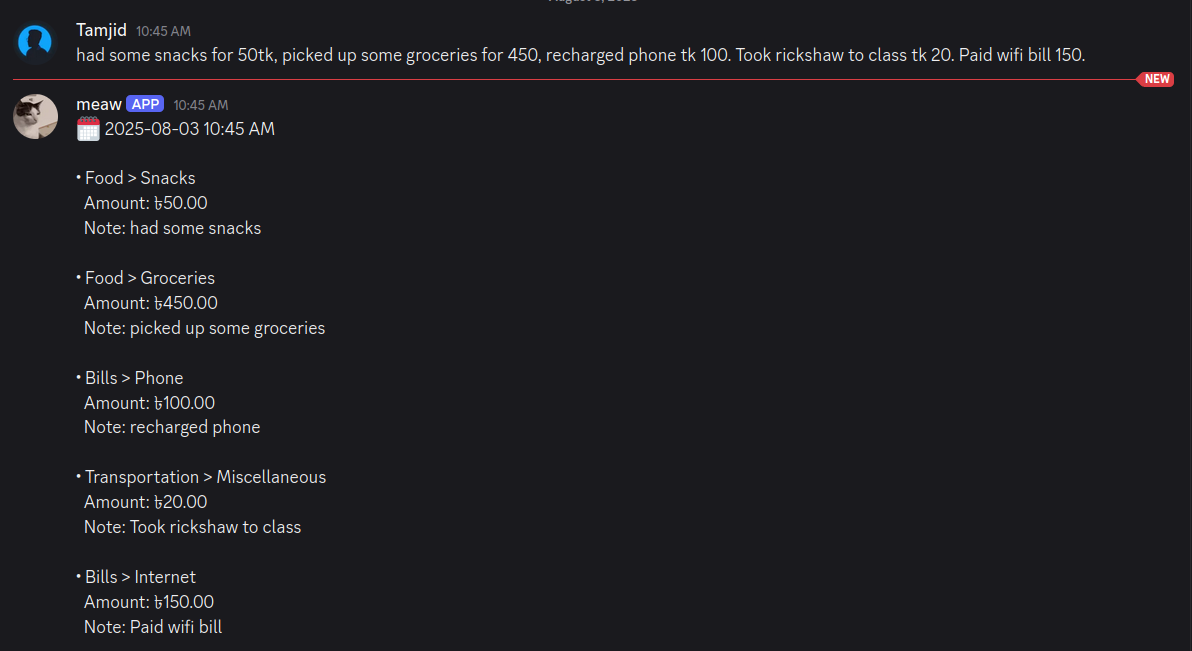 Tamjid 10:45 AM
had some snacks for 50tk, picked up some groceries for 450, recharged phone tk 100. Took rickshaw to class tk 20. Paid wifi bill 150.
NEW
meaw APP 10:45 AM
2025-08-03 10:45 AM
• Food > Snacks
Amount: ৳50.00
Note: had some snacks
• Food > Groceries
Amount: ৳450.00
Note: picked up some groceries
• Bills > Phone
Amount: ৳100.00
Note: recharged phone
• Transportation > Miscellaneous
Amount: ৳20.00
Note: Took rickshaw to class
• Bills > Internet
Amount: ৳150.00
Note: Paid wifi bill